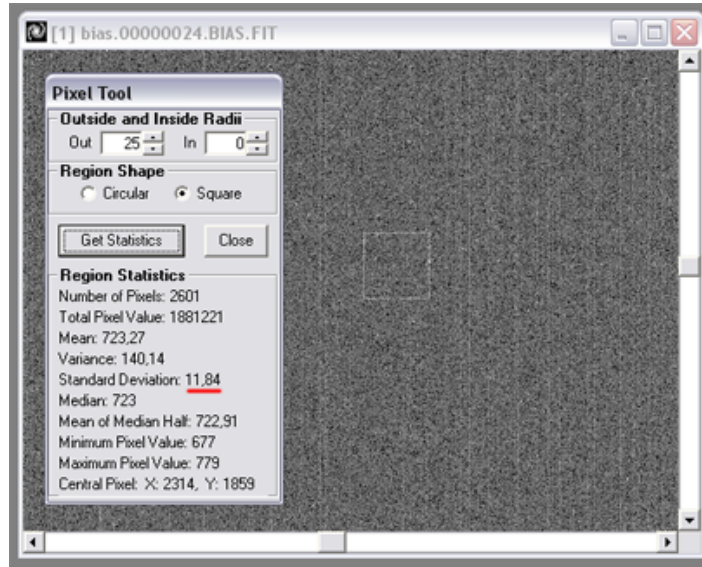 [1] bias.00000024.BIAS.FIT
Pixel Tool
Outside and Inside Radii
Out 25 In 0
Region Shape
Circular Square
Get Statistics Close
Region Statistics
Number of Pixels: 2601
Total Pixel Value: 1881221
Mean: 723,27
Variance: 140,14
Standard Deviation: 11,84
Median: 723
Mean of Median Half: 722,91
Minimum Pixel Value: 677
Maximum Pixel Value: 779
Central Pixel: X: 2314, Y: 1859